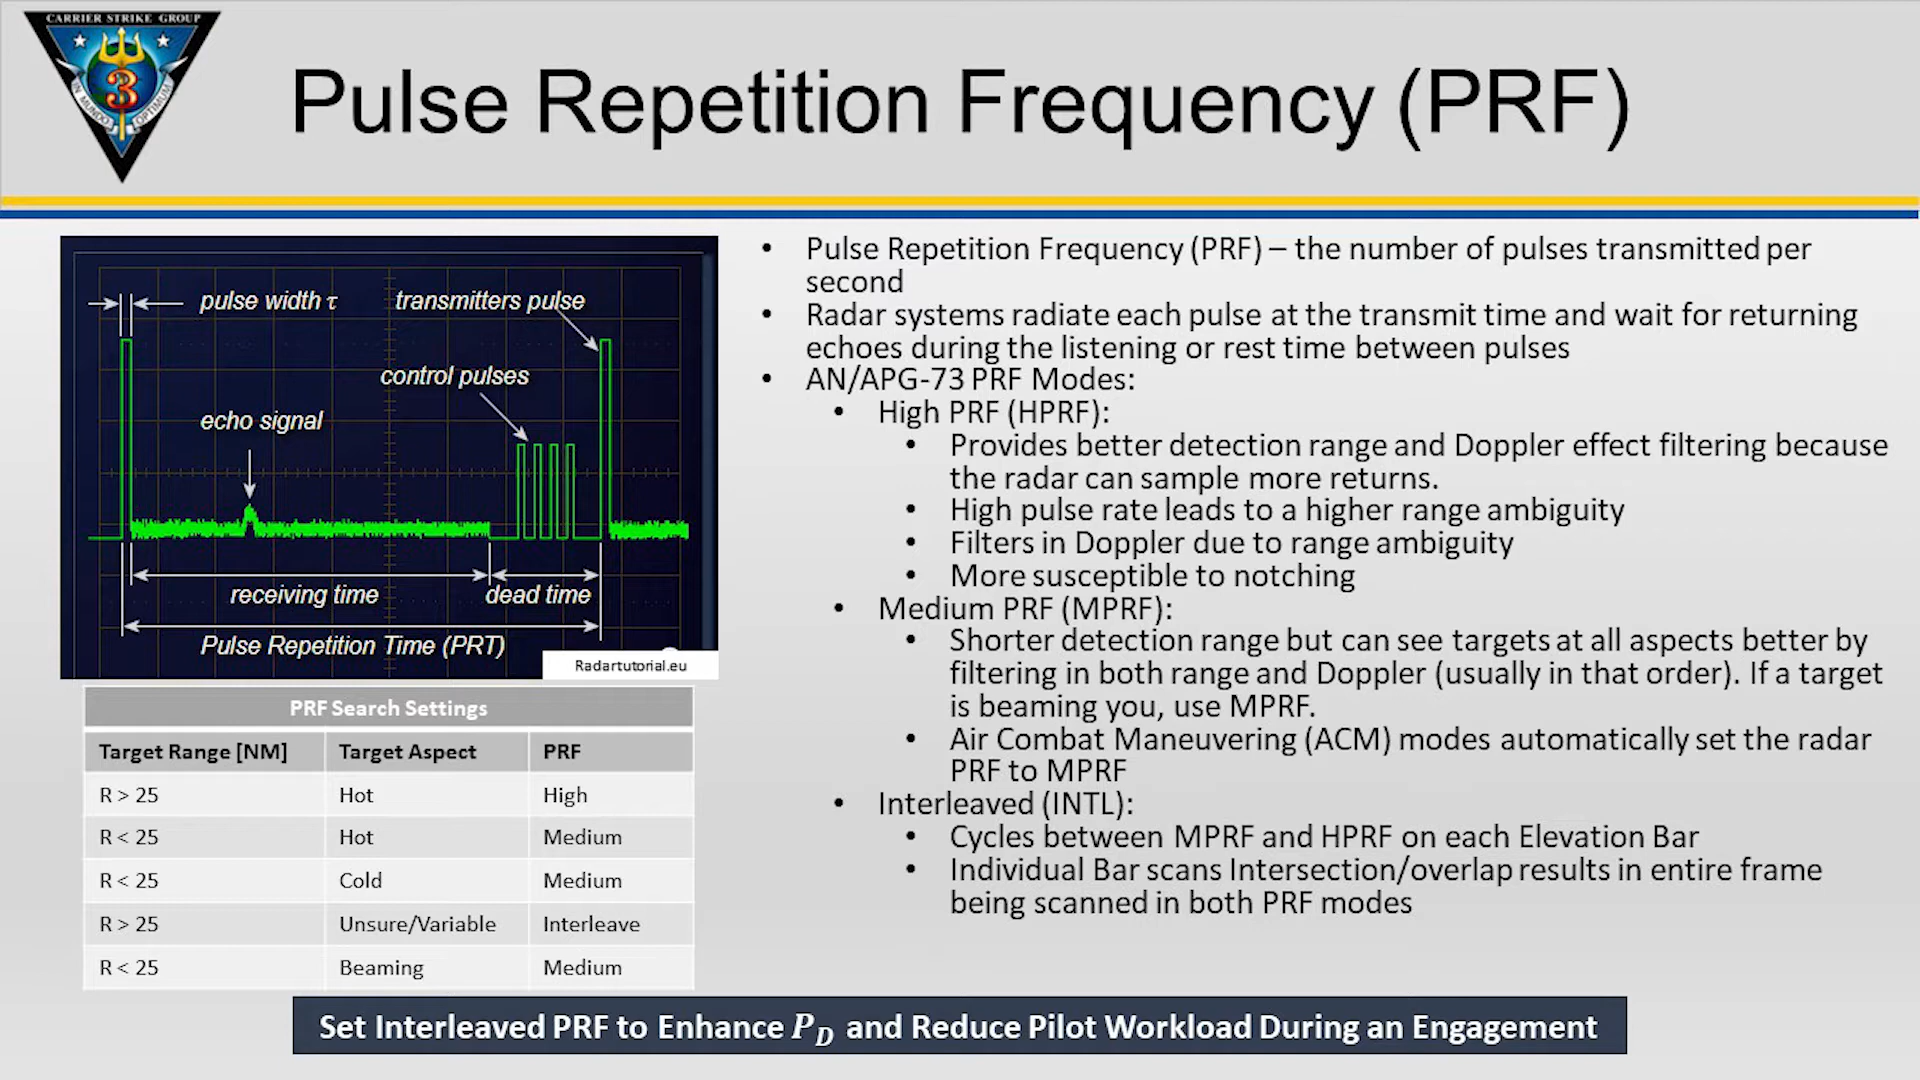 CARRIER STRIKE GROUP
3
IN MUNDO OPTIMUM
Pulse Repetition Frequency (PRF)
pulse width τ
transmitters pulse
control pulses
echo signal
receiving time
dead time
Pulse Repetition Time (PRT)
Radartutorial.eu
PRF Search Settings
Target Range [NM] Target Aspect PRF
R > 25 Hot High
R < 25 Hot Medium
R < 25 Cold Medium
R > 25 Unsure/Variable Interleave
R < 25 Beaming Medium
• Pulse Repetition Frequency (PRF) – the number of pulses transmitted per
second
• Radar systems radiate each pulse at the transmit time and wait for returning
echoes during the listening or rest time between pulses
• AN/APG-73 PRF Modes:
• High PRF (HPRF):
• Provides better detection range and Doppler effect filtering because
the radar can sample more returns.
• High pulse rate leads to a higher range ambiguity
• Filters in Doppler due to range ambiguity
• More susceptible to notching
• Medium PRF (MPRF):
• Shorter detection range but can see targets at all aspects better by
filtering in both range and Doppler (usually in that order). If a target
is beaming you, use MPRF.
• Air Combat Maneuvering (ACM) modes automatically set the radar
PRF to MPRF
• Interleaved (INTL):
• Cycles between MPRF and HPRF on each Elevation Bar
• Individual Bar scans Intersection/overlap results in entire frame
being scanned in both PRF modes
Set Interleaved PRF to Enhance P_D and Reduce Pilot Workload During an Engagement